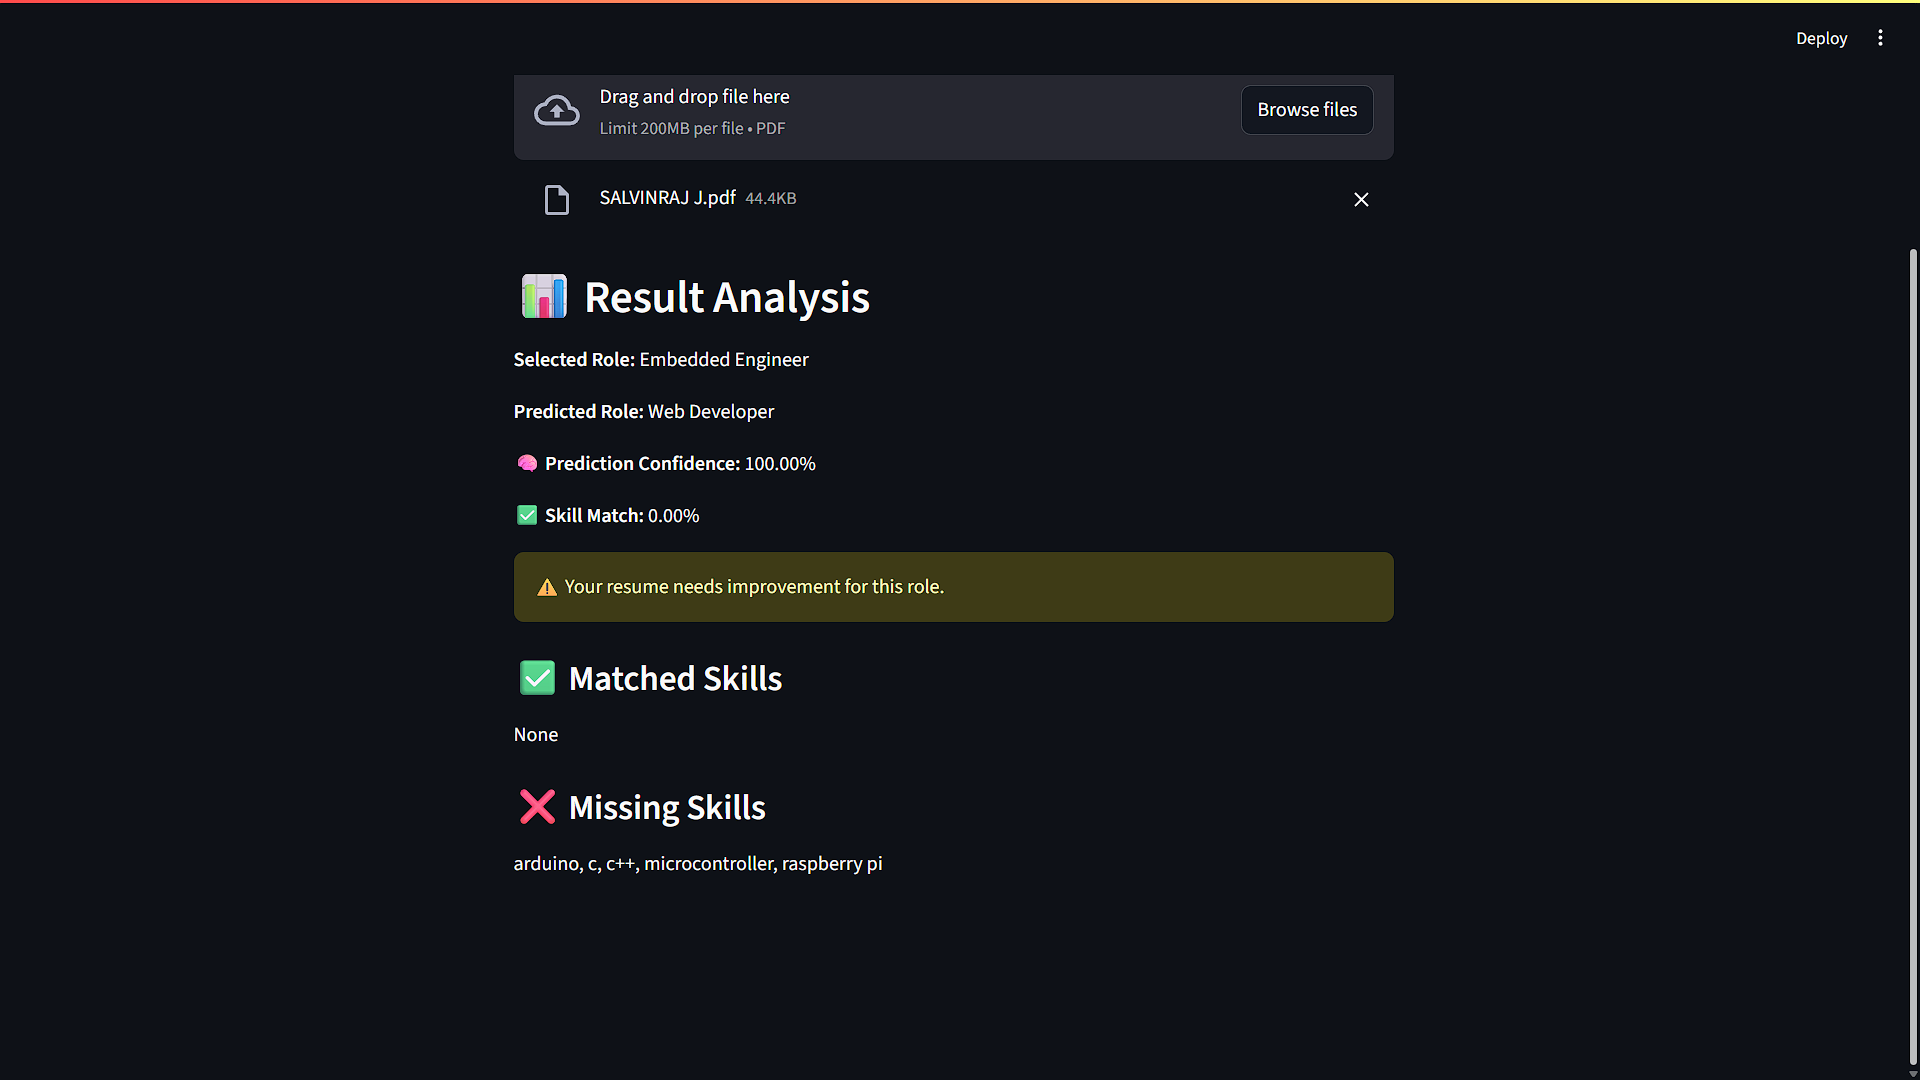 Deploy
Drag and drop file here
Limit 200MB per file • PDF
Browse files
SALVINRAJ J.pdf 44.4KB
Result Analysis
Selected Role: Embedded Engineer
Predicted Role: Web Developer
Prediction Confidence: 100.00%
Skill Match: 0.00%
Your resume needs improvement for this role.
Matched Skills
None
Missing Skills
arduino, c, c++, microcontroller, raspberry pi